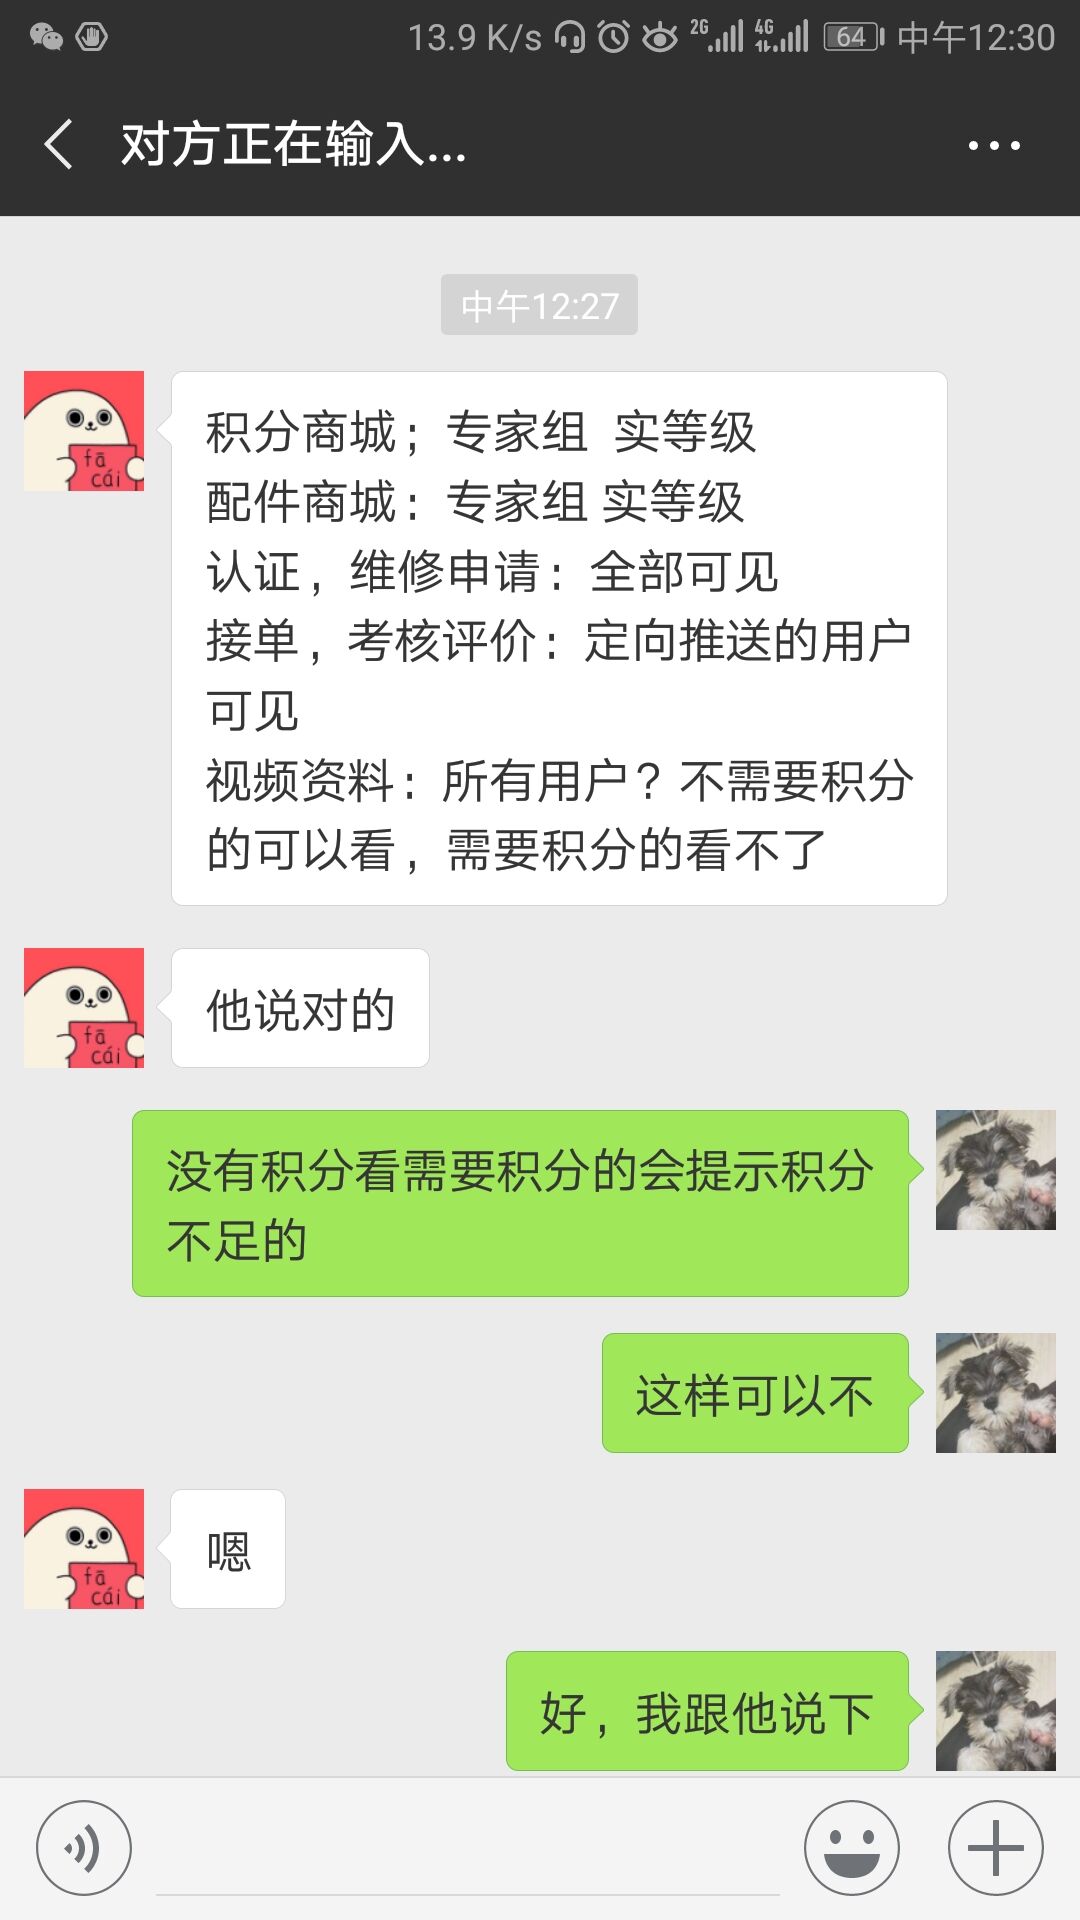 13.9 K/s 2G 4G 64 中午12:30
对方正在输入...
中午12:27
积分商城；专家组 实等级
配件商城：专家组 实等级
认证，维修申请：全部可见
接单，考核评价：定向推送的用户
可见
视频资料：所有用户？不需要积分
的可以看，需要积分的看不了
fā
cái
他说对的
fā
cái
没有积分看需要积分的会提示积分
不足的
这样可以不
嗯
fā
cái
好，我跟他说下